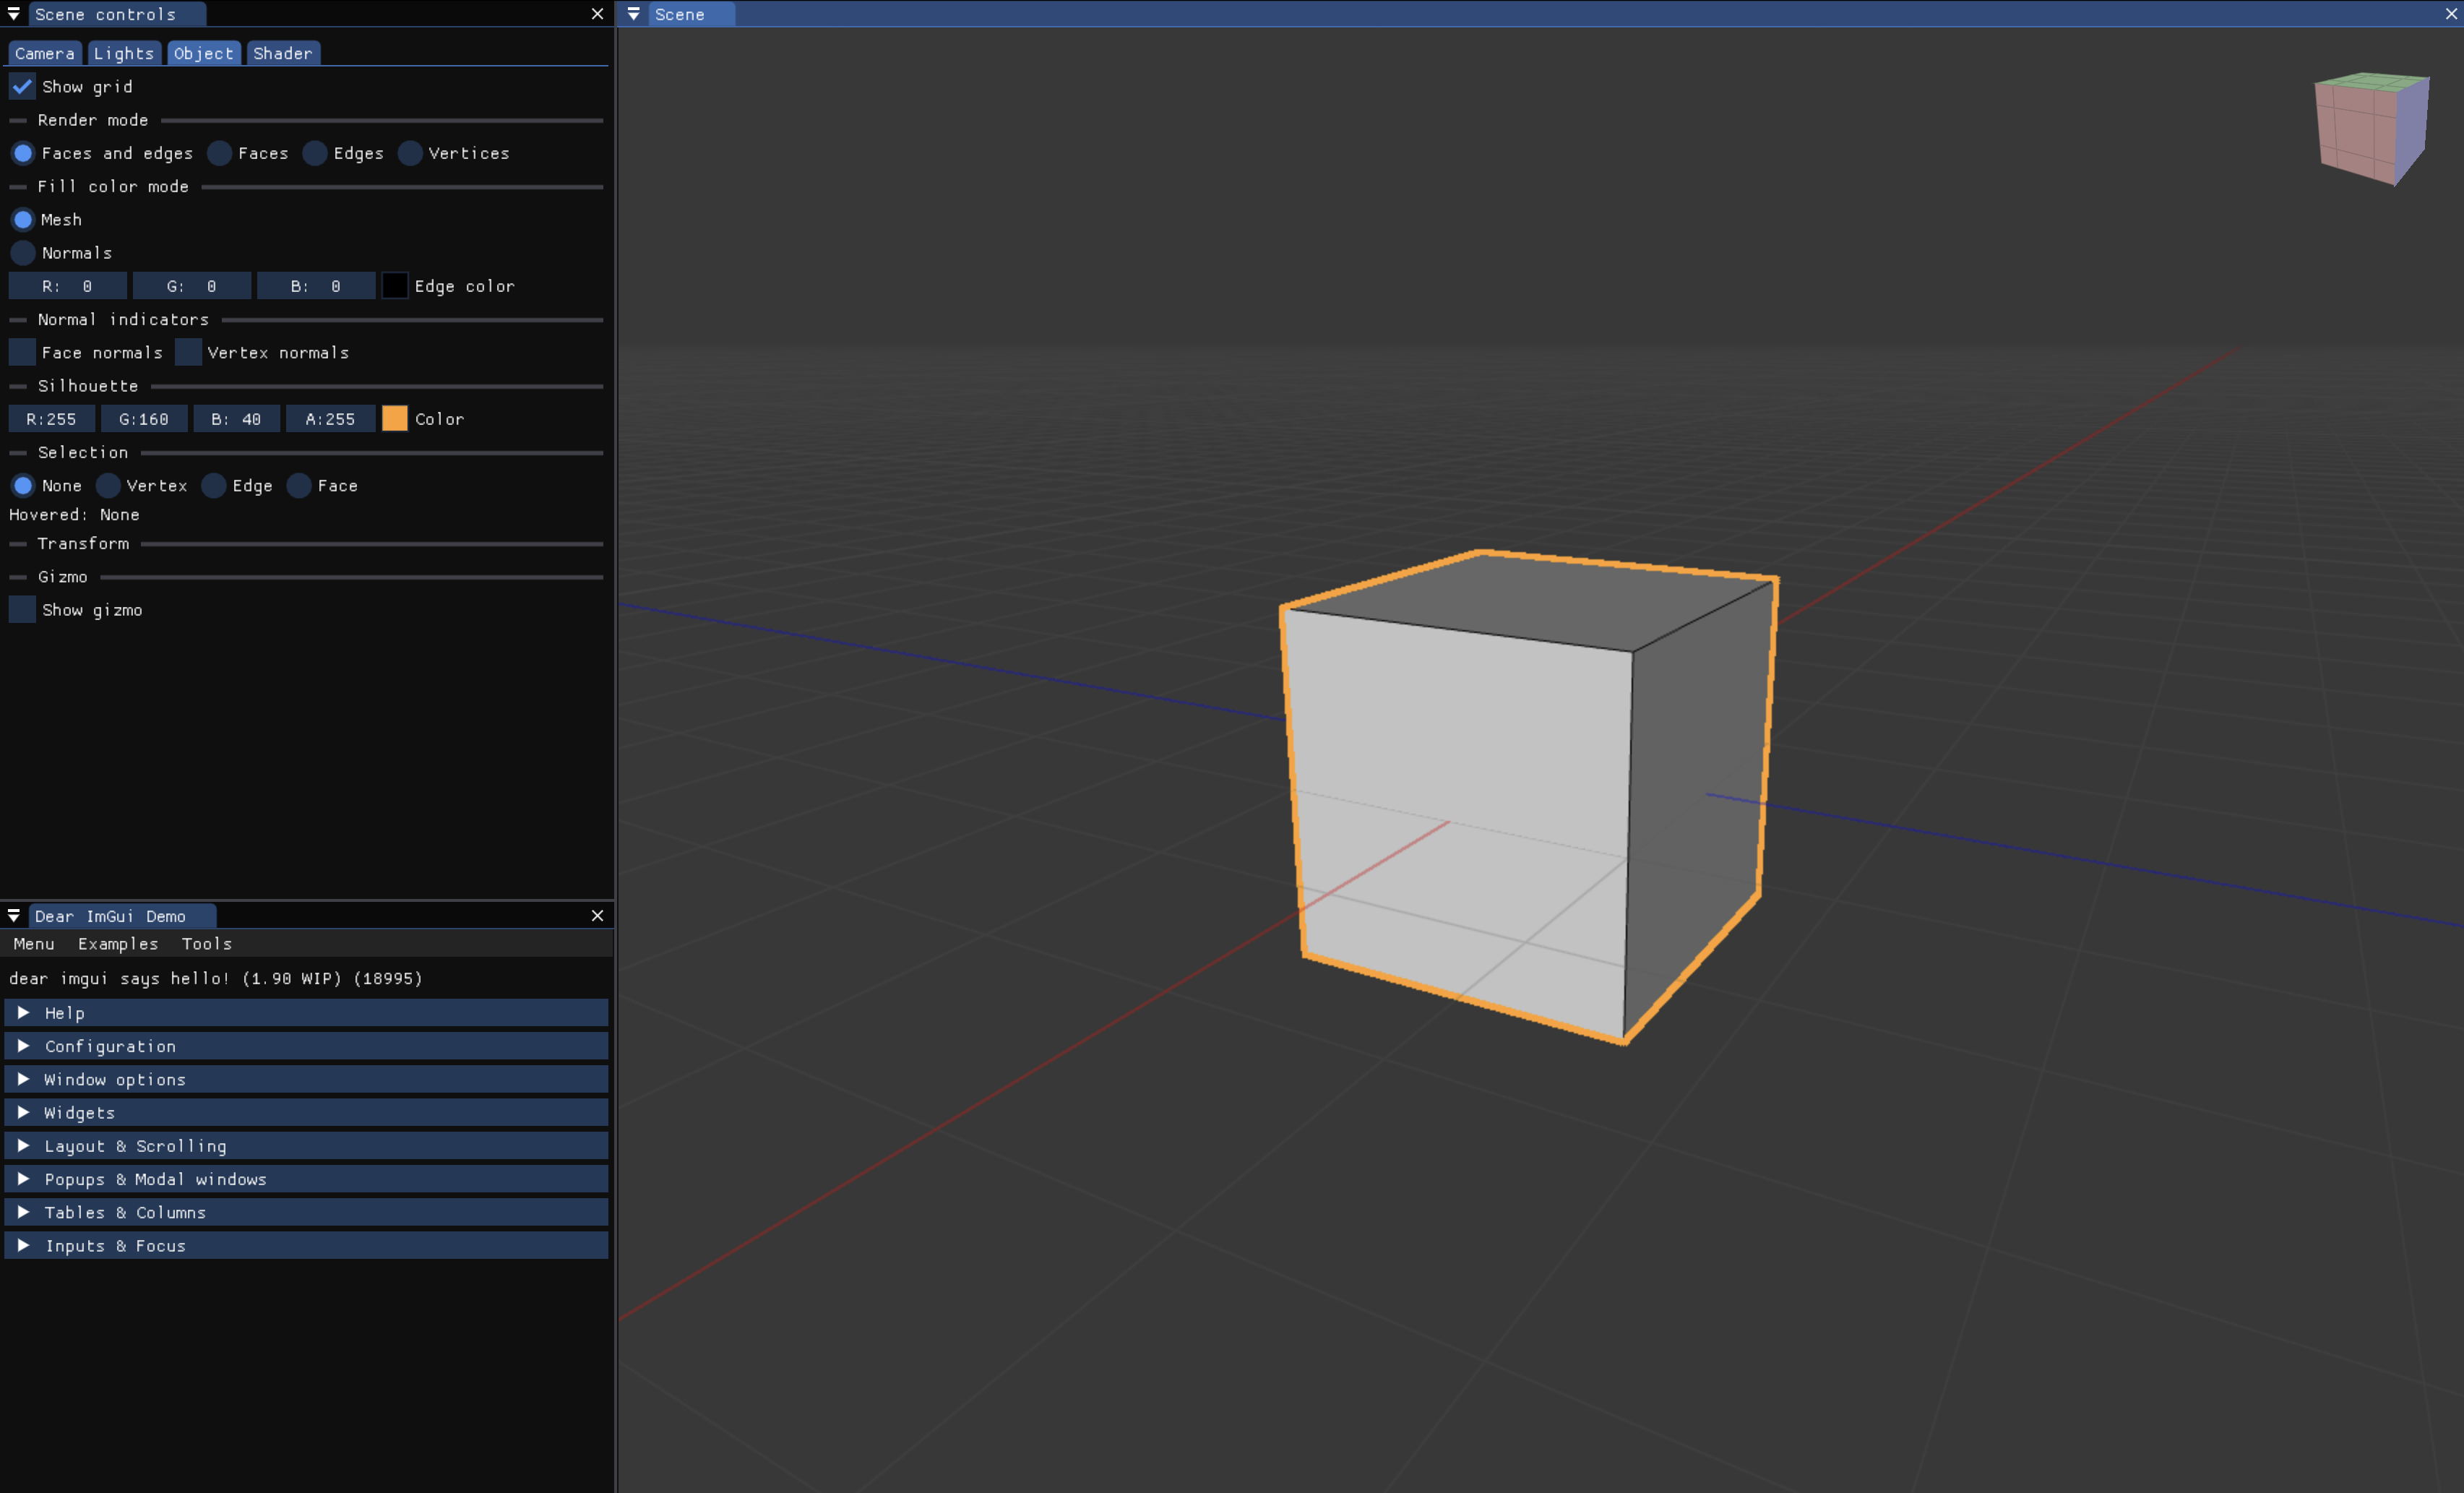 Scene controls
Camera Lights Object Shader
Show grid
Render mode
Faces and edges Faces Edges Vertices
Fill color mode
Mesh
Normals
R: 0 G: 0 B: 0 Edge color
Normal indicators
Face normals Vertex normals
Silhouette
R:255 G:160 B: 40 A:255 Color
Selection
None Vertex Edge Face
Hovered: None
Transform
Gizmo
Show gizmo
Dear ImGui Demo
Menu Examples Tools
dear imgui says hello! (1.90 WIP) (18995)
Help
Configuration
Window options
Widgets
Layout & Scrolling
Popups & Modal windows
Tables & Columns
Inputs & Focus
Scene